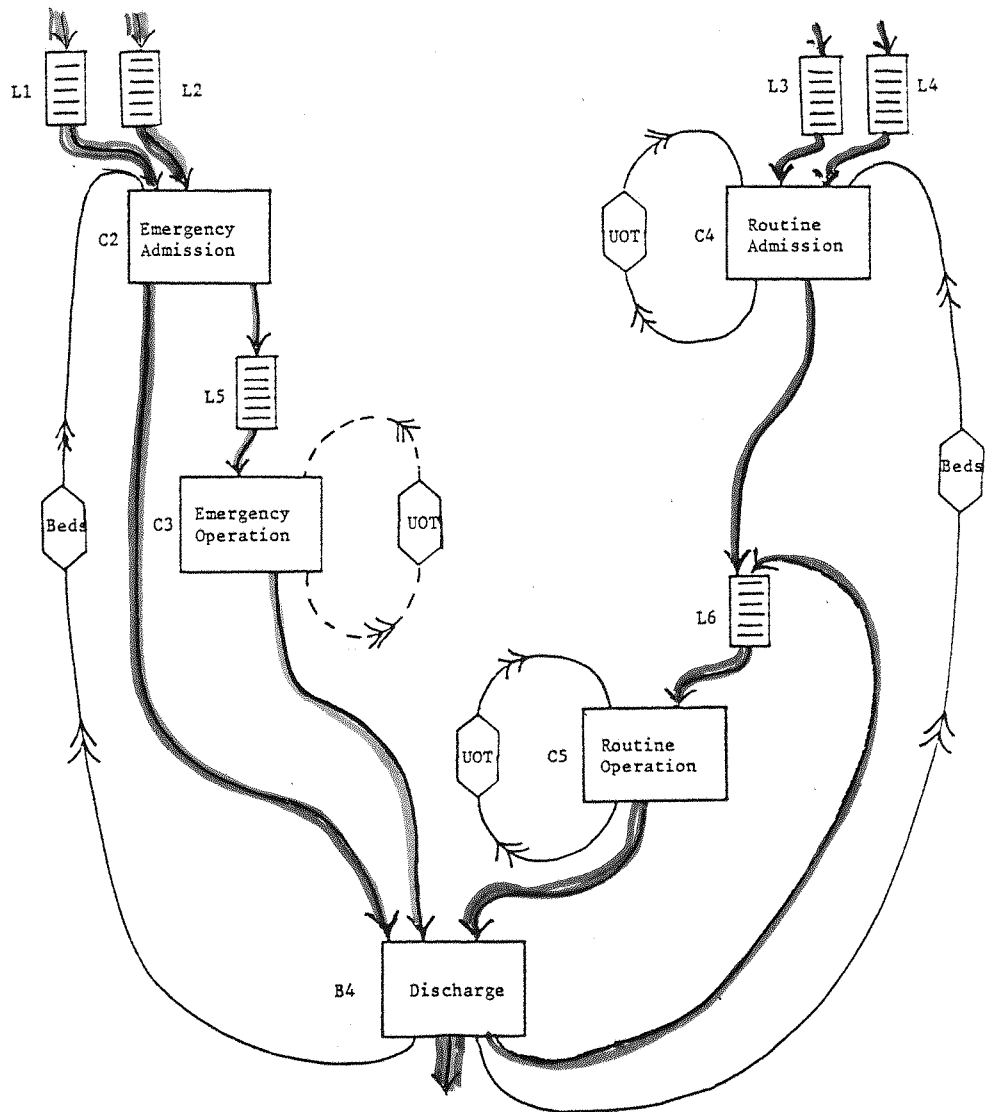 L1
L2
L3
L4
C2
Emergency
Admission
UOT
C4
Routine
Admission
L5
Beds
C3
Emergency
Operation
UOT
Beds
L6
UOT
C5
Routine
Operation
B4
Discharge